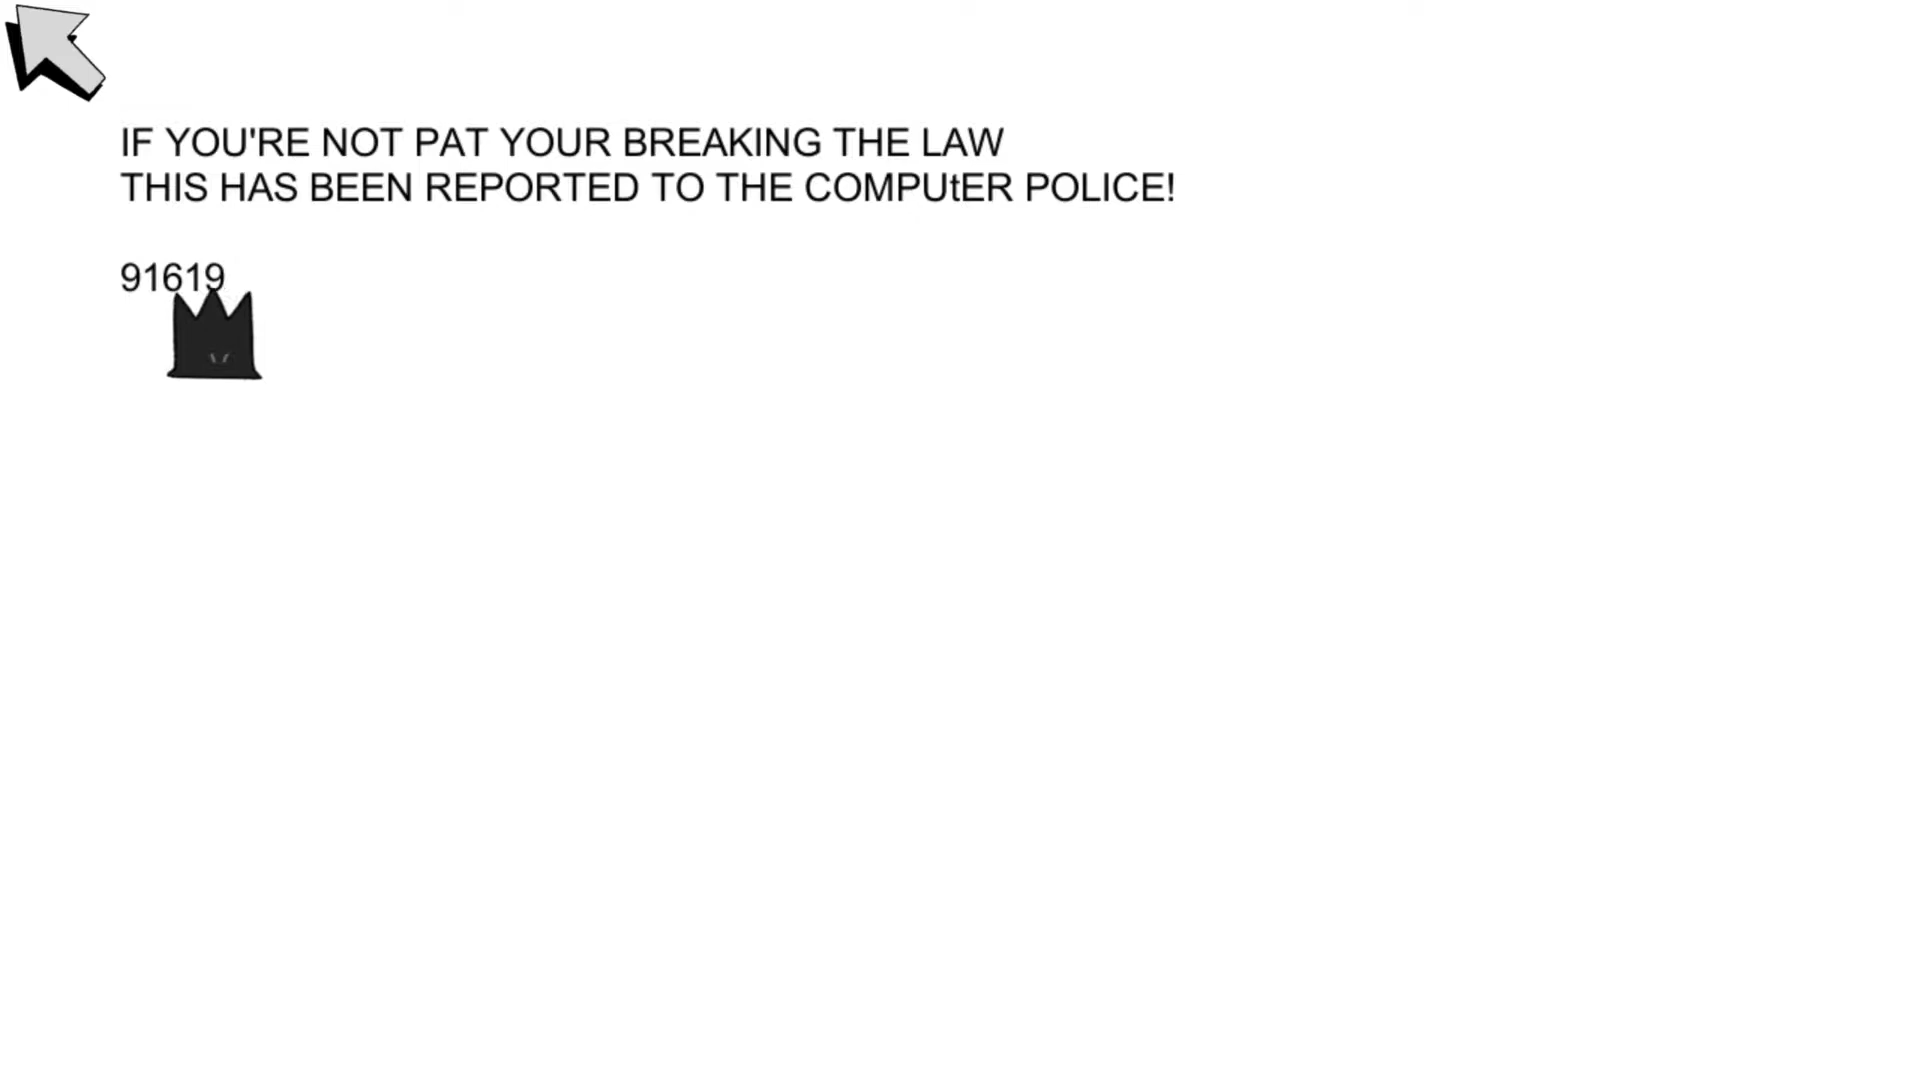 IF YOU'RE NOT PAT YOUR BREAKING THE LAW
THIS HAS BEEN REPORTED TO THE COMPUtER POLICE!
91619